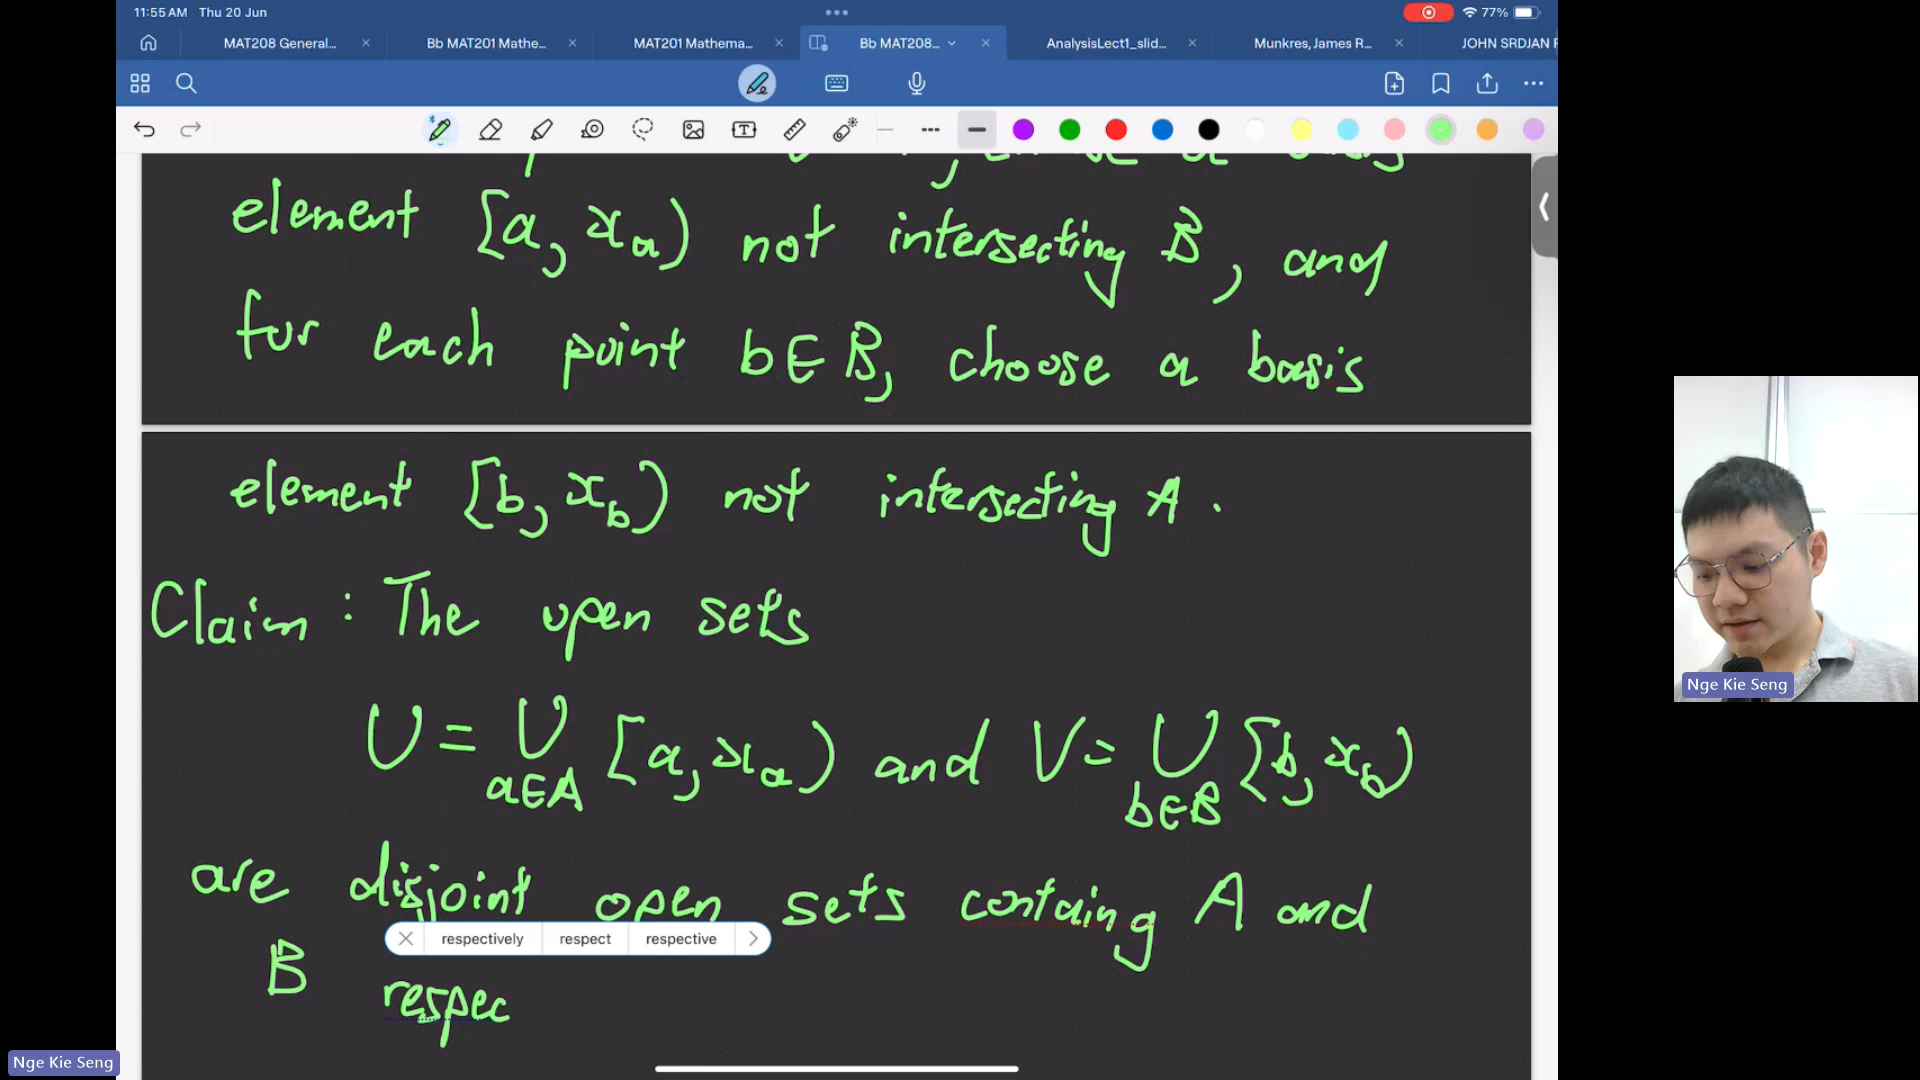 11:55 AM Thu 20 Jun
77%
MAT208 General...
Bb MAT201 Mathe...
MAT201 Mathema...
Bb MAT208...
AnalysisLect1_slid...
Munkres, James R...
JOHN SRDJAN
element [a, xₐ) not intersecting B, and
for each point b∈B, choose a basis
element [b, x_b) not intersecting A.
Claim: The open sets
U = ⋃_{a∈A} [a, xₐ) and V = ⋃_{b∈B} [b, x_b)
are disjoint open sets containg A and
respectively respect respective
B respec
Nge Kie Seng
Nge Kie Seng